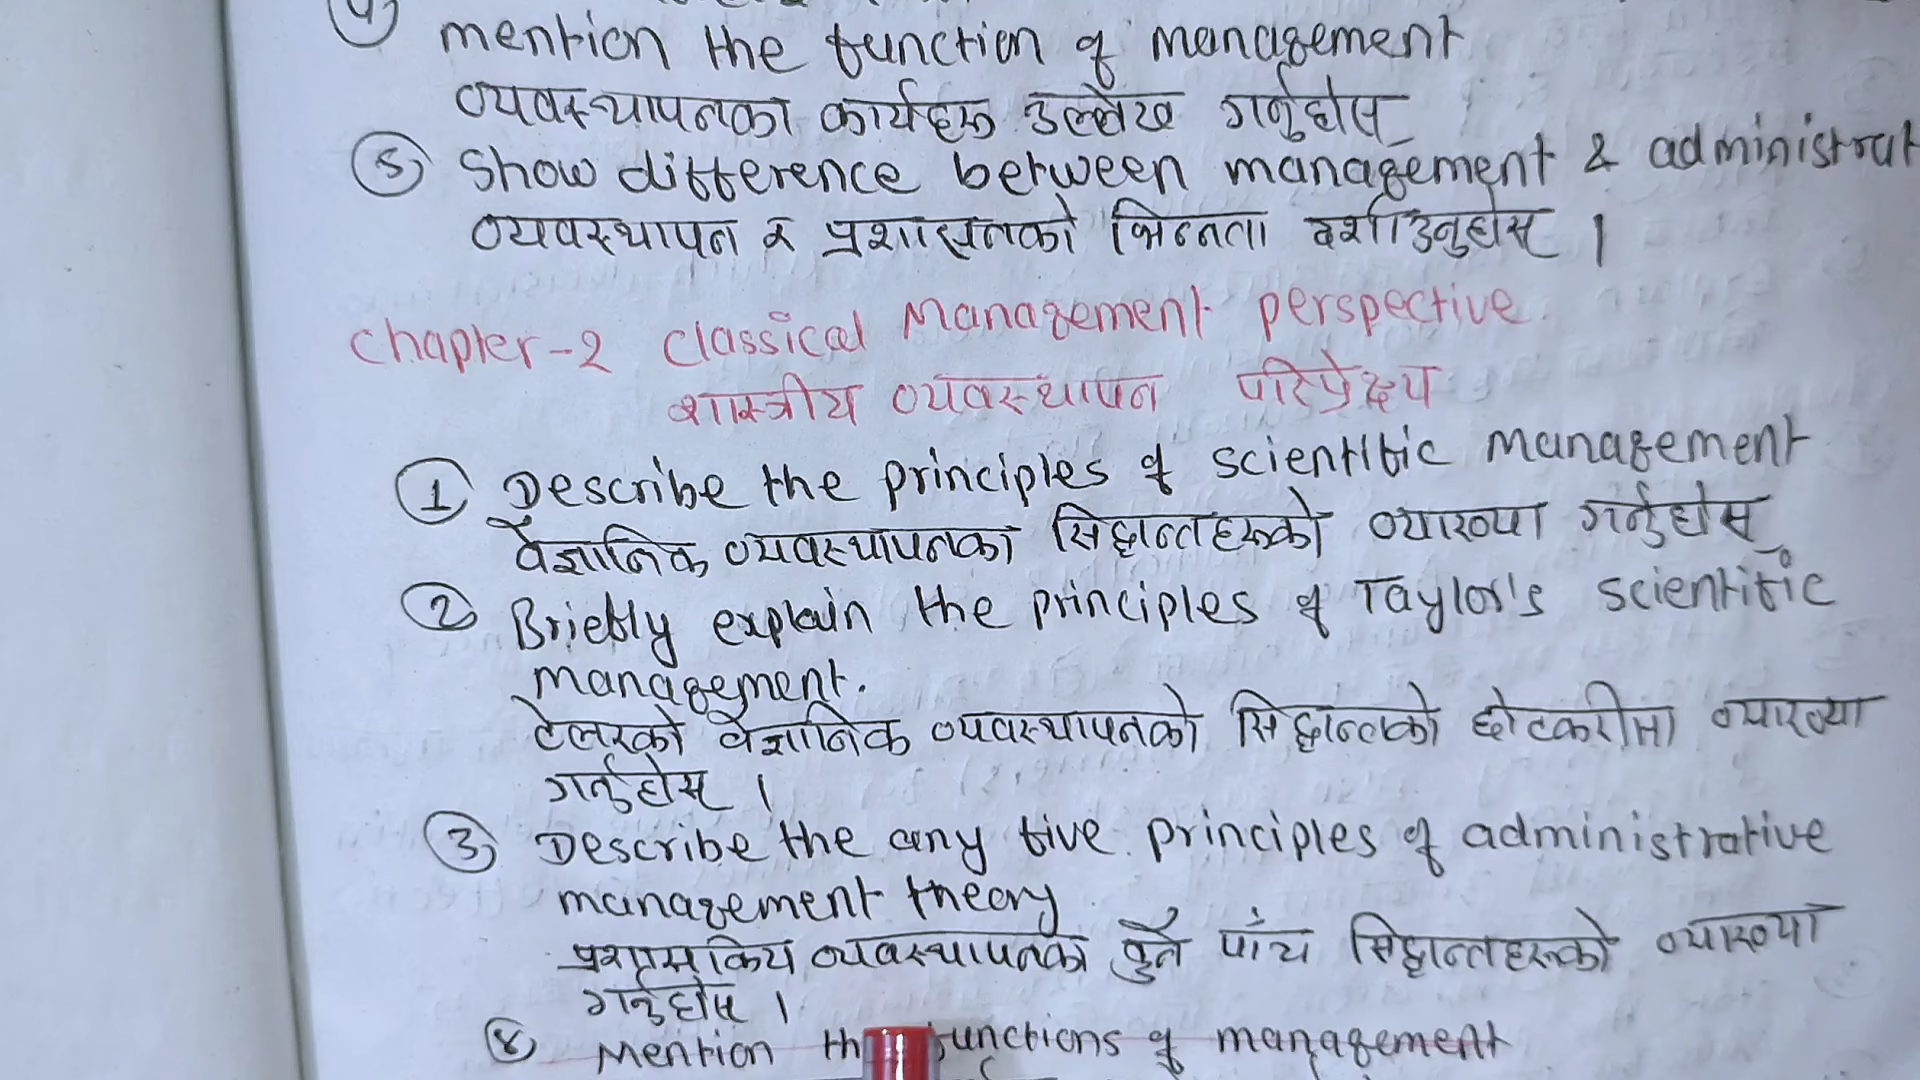 4 mention the function of management
व्यवस्थापनका कार्यहरू उल्लेख गर्नुहोस्
5 Show difference between management & administrat
व्यवस्थापन र प्रशासनको भिन्नता दर्शाउनुहोस् ।
Chapter-2 Classical Management perspective.
शास्त्रीय व्यवस्थापन परिप्रेक्ष्य
1 Describe the principles of scientific management
वैज्ञानिक व्यवस्थापनका सिद्धान्तहरूको व्याख्या गर्नुहोस्
2 Briefly explain the principles of Taylor's scientific
management.
टेलरको वैज्ञानिक व्यवस्थापनको सिद्धान्तको छोटकरीमा व्याख्या
गर्नुहोस् ।
3 Describe the any five principles of administrative
management theory
प्रशासकिय व्यवस्थापनका कुनै पाँच सिद्धान्तहरूको व्याख्या
गर्नुहोस् ।
Mention functions of management